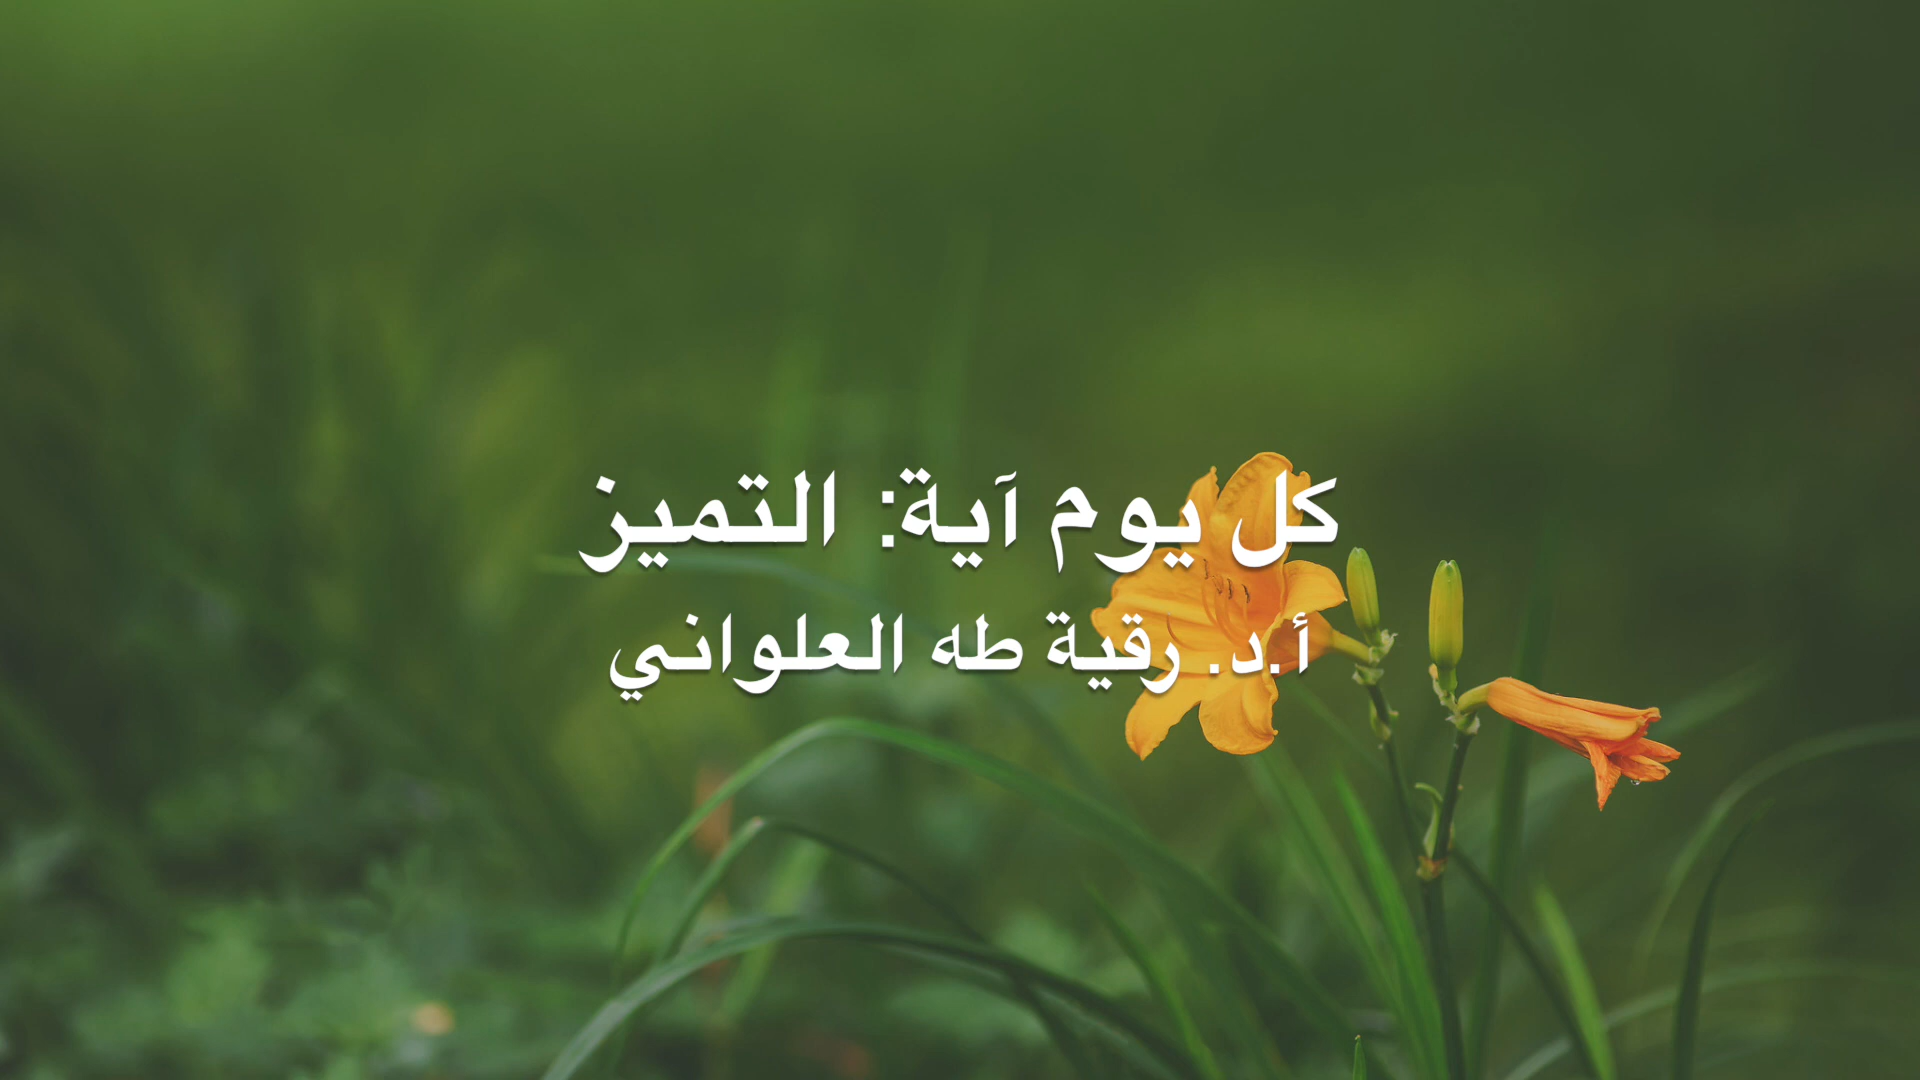 كل يوم آية: التميز
أ.د. رقية طه العلواني